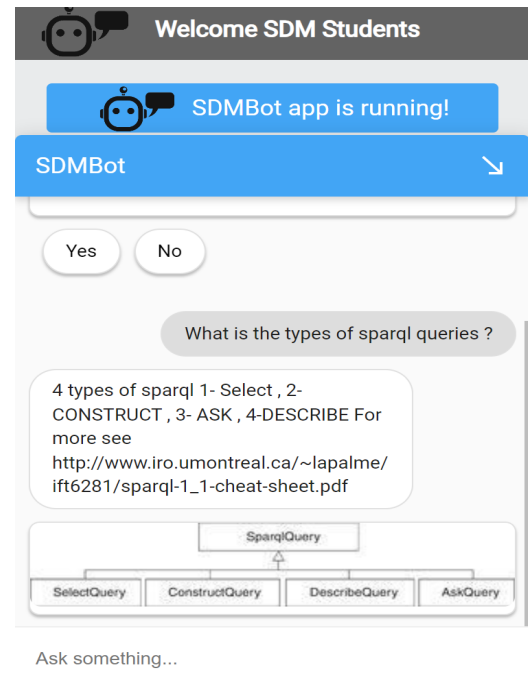 Welcome SDM Students
SDMBot app is running!
SDMBot
Yes No
What is the types of sparql queries ?
4 types of sparql 1- Select , 2-
CONSTRUCT , 3- ASK , 4-DESCRIBE For
more see
http://www.iro.umontreal.ca/~lapalme/
ift6281/sparql-1_1-cheat-sheet.pdf
SparqlQuery
SelectQuery ConstructQuery DescribeQuery AskQuery
Ask something...